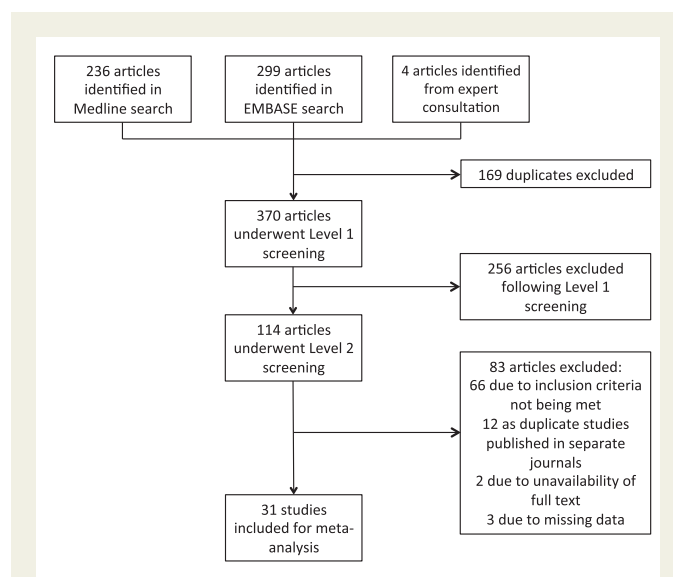 236 articles
identified in
Medline search
299 articles
identified in
EMBASE search
4 articles identified
from expert
consultation
169 duplicates excluded
370 articles
underwent Level 1
screening
256 articles excluded
following Level 1
screening
114 articles
underwent Level 2
screening
83 articles excluded:
66 due to inclusion criteria
not being met
12 as duplicate studies
published in separate
journals
2 due to unavailability of
full text
3 due to missing data
31 studies
included for meta-
analysis